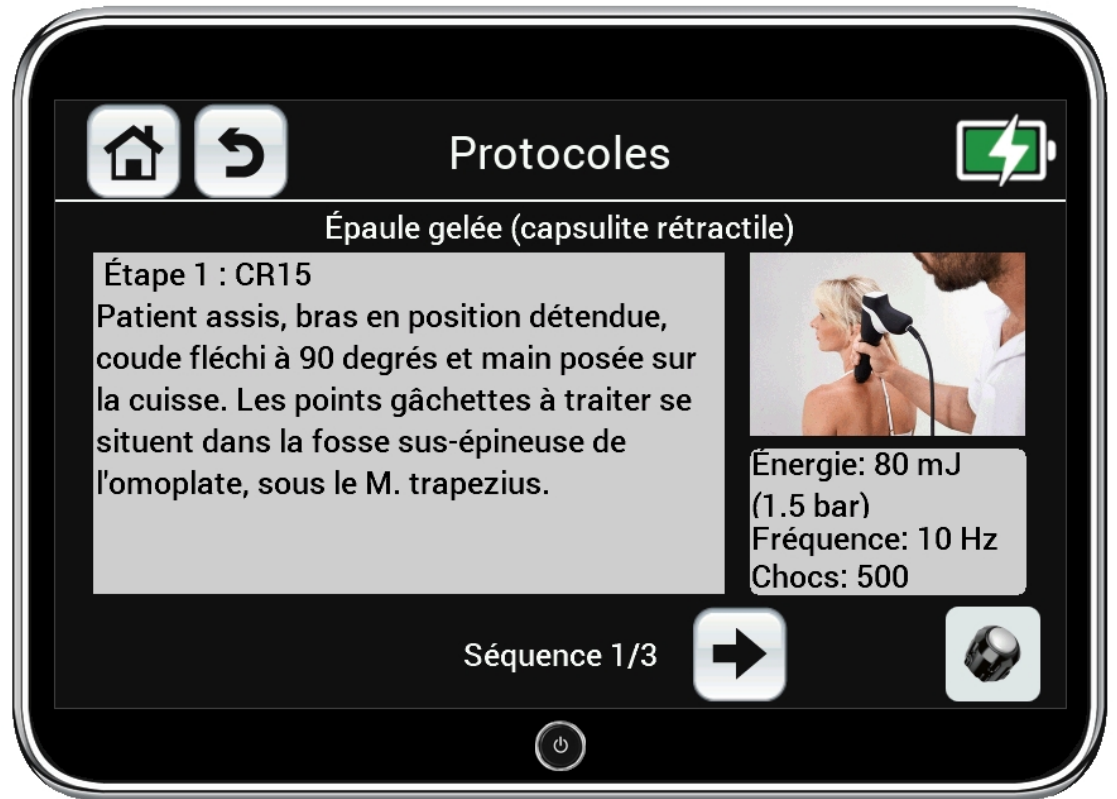 Protocoles
Épaule gelée (capsulite rétractile)
Étape 1 : CR15
Patient assis, bras en position détendue,
coude fléchi à 90 degrés et main posée sur
la cuisse. Les points gâchettes à traiter se
situent dans la fosse sus-épineuse de
l'omoplate, sous le M. trapezius.
Énergie: 80 mJ
(1.5 bar)
Fréquence: 10 Hz
Chocs: 500
Séquence 1/3